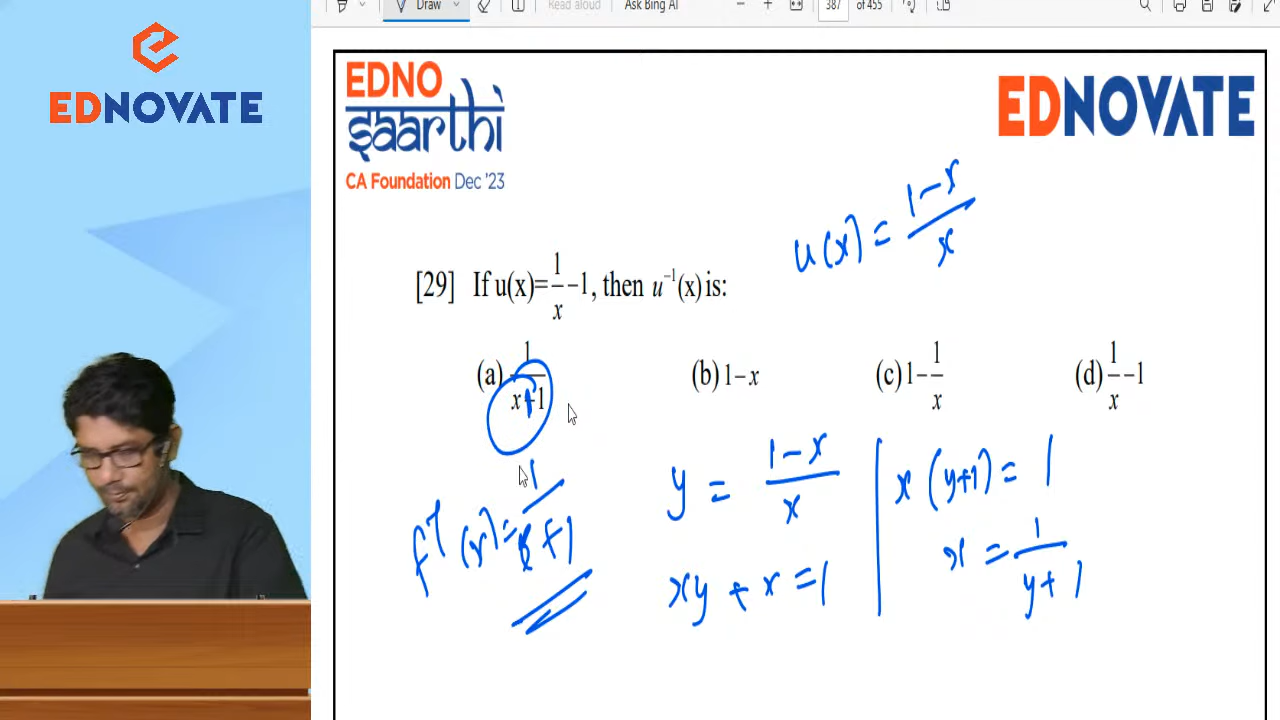 Draw
Read aloud
Ask Bing AI
387 of 455
EDNOVATE
EDNO
saarthi
CA Foundation Dec '23
EDNOVATE
u(x) = 1-x / x
[29] If u(x)= 1/x -1, then u⁻¹(x) is:
(a) 1/x+1
(b) 1-x
(c) 1- 1/x
(d) 1/x -1
y = 1-x / x
xy + x = 1
x (y+1) = 1
x = 1 / y+1
f⁻¹(x) = 1 / +1